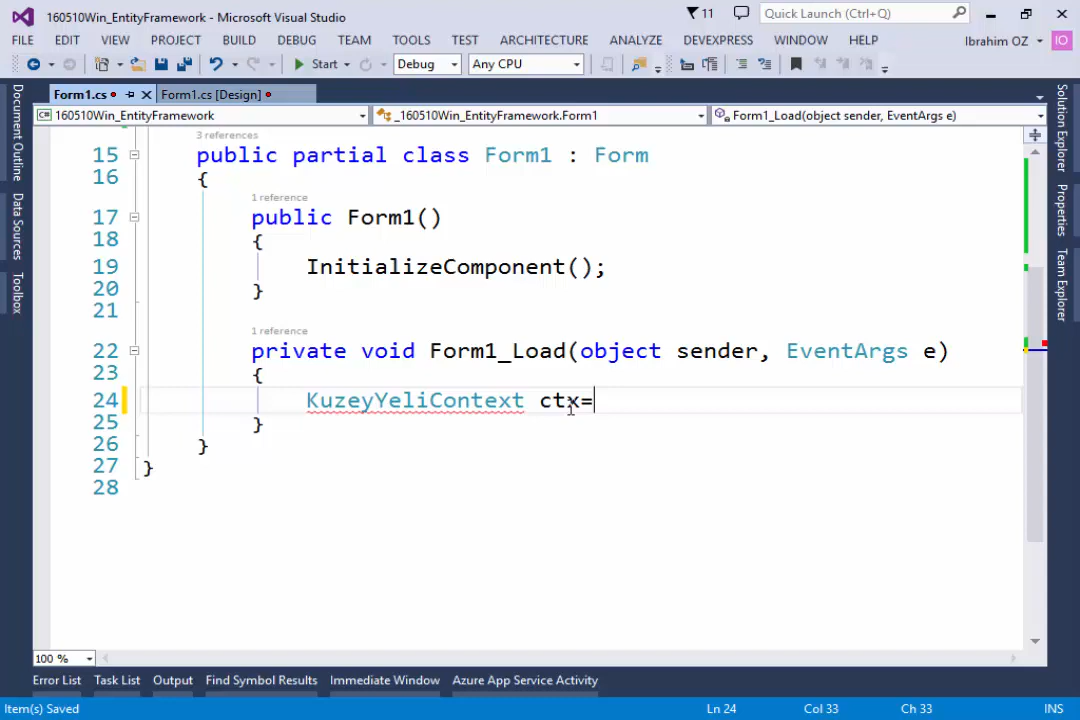 160510Win_EntityFramework - Microsoft Visual Studio
11
Quick Launch (Ctrl+Q)
FILE EDIT VIEW PROJECT BUILD DEBUG TEAM TOOLS TEST ARCHITECTURE ANALYZE DEVEXPRESS WINDOW HELP
Ibrahim OZ
IO
Start Debug Any CPU
Form1.cs Form1.cs [Design]
160510Win_EntityFramework _160510Win_EntityFramework.Form1 Form1_Load(object sender, EventArgs e)
Document Outline
Data Sources
Toolbox
3 references
15 public partial class Form1 : Form
16 {
1 reference
17 public Form1()
18 {
19 InitializeComponent();
20 }
21
1 reference
22 private void Form1_Load(object sender, EventArgs e)
23 {
24 KuzeyYeliContext ctx=
25 }
26 }
27 }
28
Solution Explorer
Properties
Team Explorer
100 %
Error List Task List Output Find Symbol Results Immediate Window Azure App Service Activity
Item(s) Saved Ln 24 Col 33 Ch 33 INS